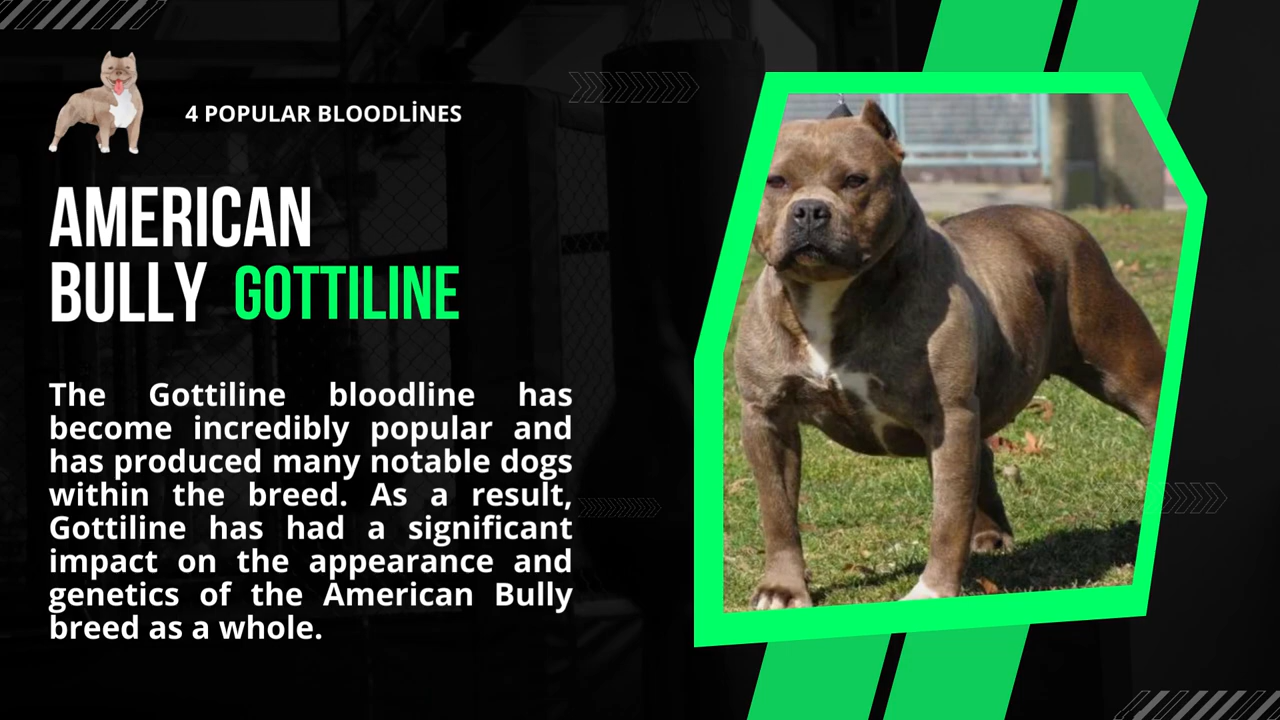 4 POPULAR BLOODLİNES
AMERICAN
BULLY GOTTILINE
The Gottiline bloodline has
become incredibly popular and
has produced many notable dogs
within the breed. As a result,
Gottiline has had a significant
impact on the appearance and
genetics of the American Bully
breed as a whole.